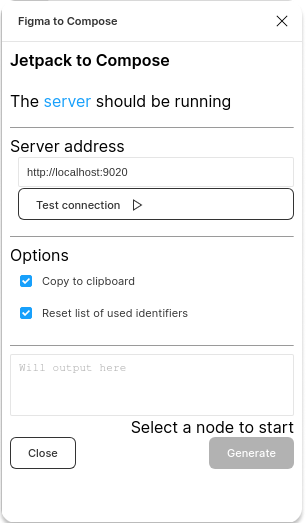 Figma to Compose
Jetpack to Compose
The server should be running
Server address
http://localhost:9020
Test connection
Options
Copy to clipboard
Reset list of used identifiers
Will output here
Select a node to start
Close
Generate